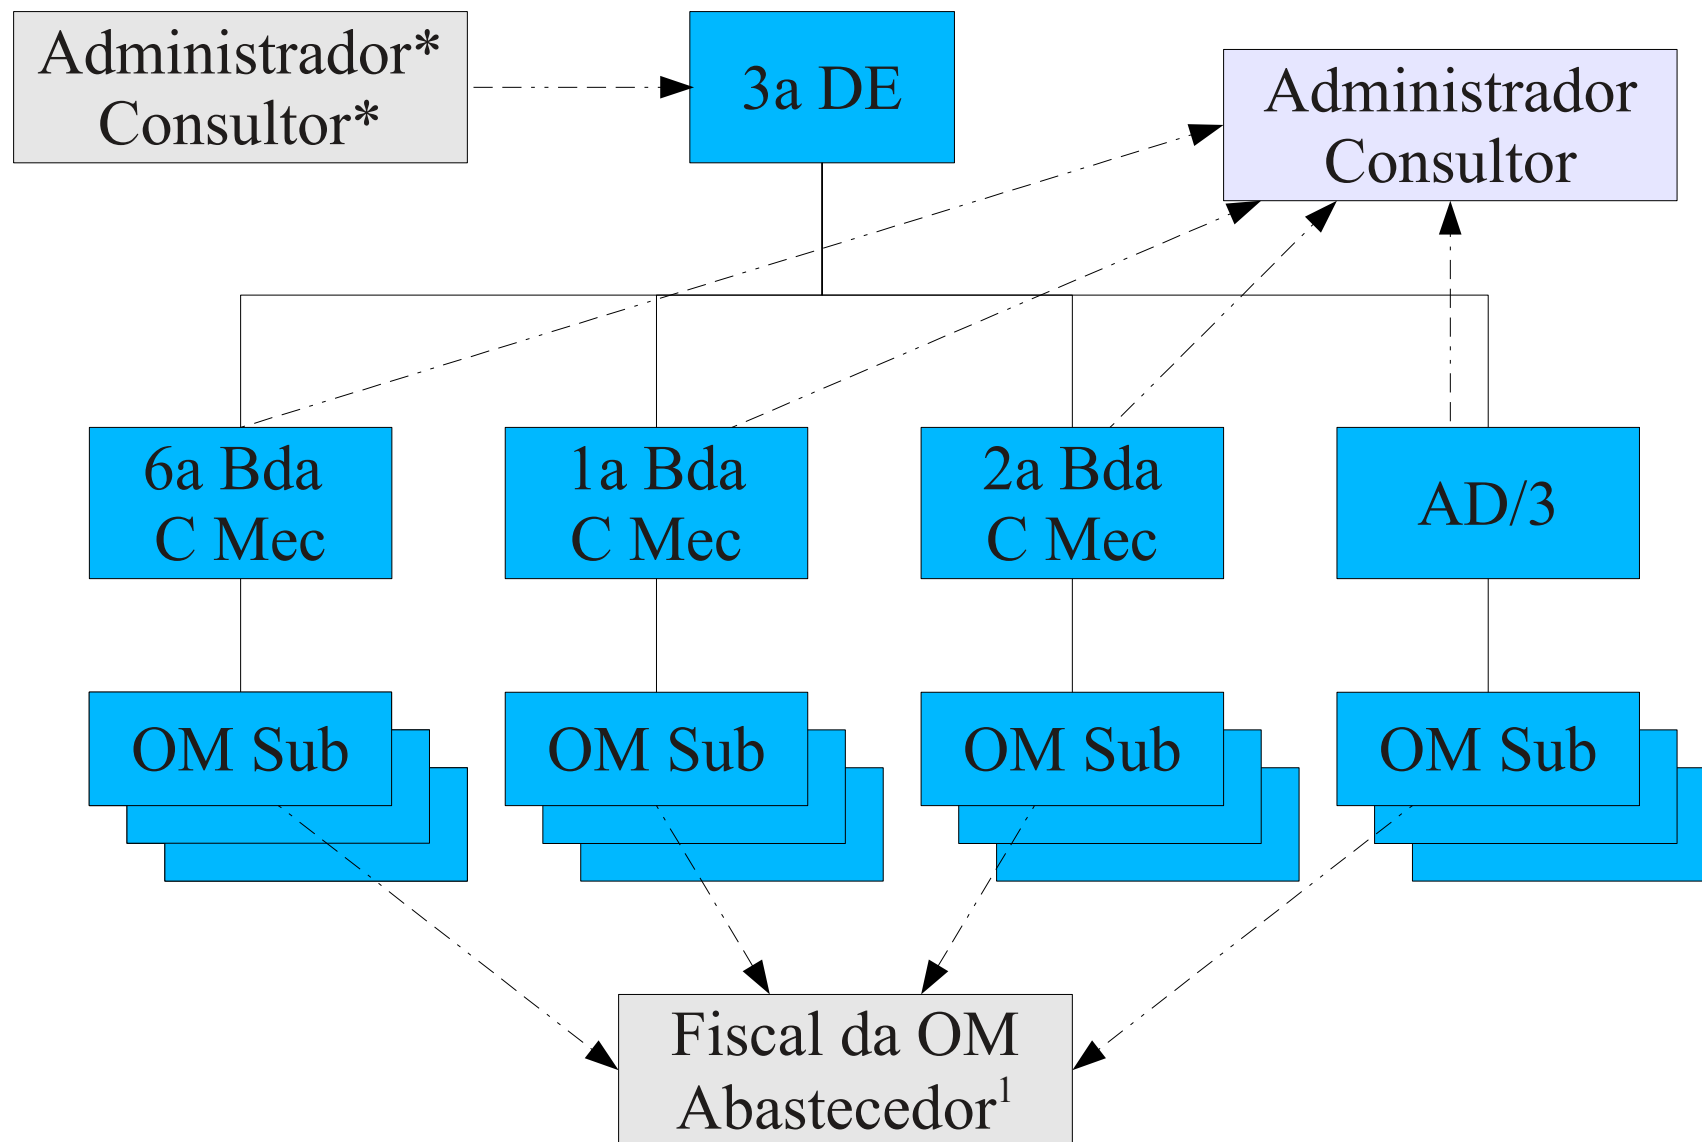 Administrador*
Consultor*
3a DE
Administrador
Consultor
6a Bda
C Mec
1a Bda
C Mec
2a Bda
C Mec
AD/3
OM Sub
OM Sub
OM Sub
OM Sub
Fiscal da OM
Abastecedor¹